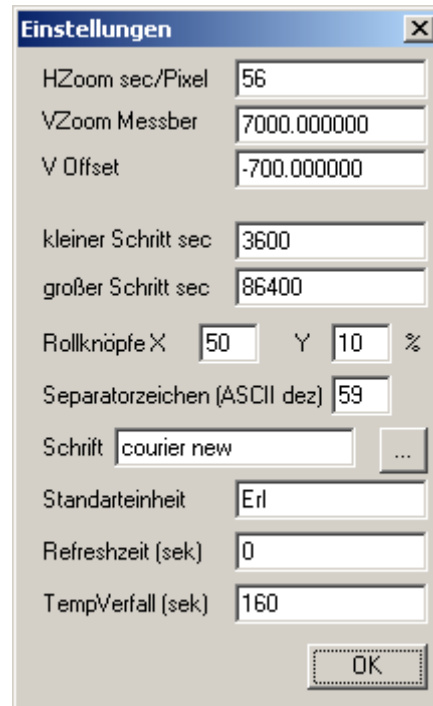 Einstellungen
HZoom sec/Pixel 56
VZoom Messber 7000.000000
V Offset -700.000000
kleiner Schritt sec 3600
großer Schritt sec 86400
Rollknöpfe X 50 Y 10 %
Separatorzeichen (ASCII dez) 59
Schrift courier new ...
Standarteinheit Erl
Refreshzeit (sek) 0
TempVerfall (sek) 160
OK